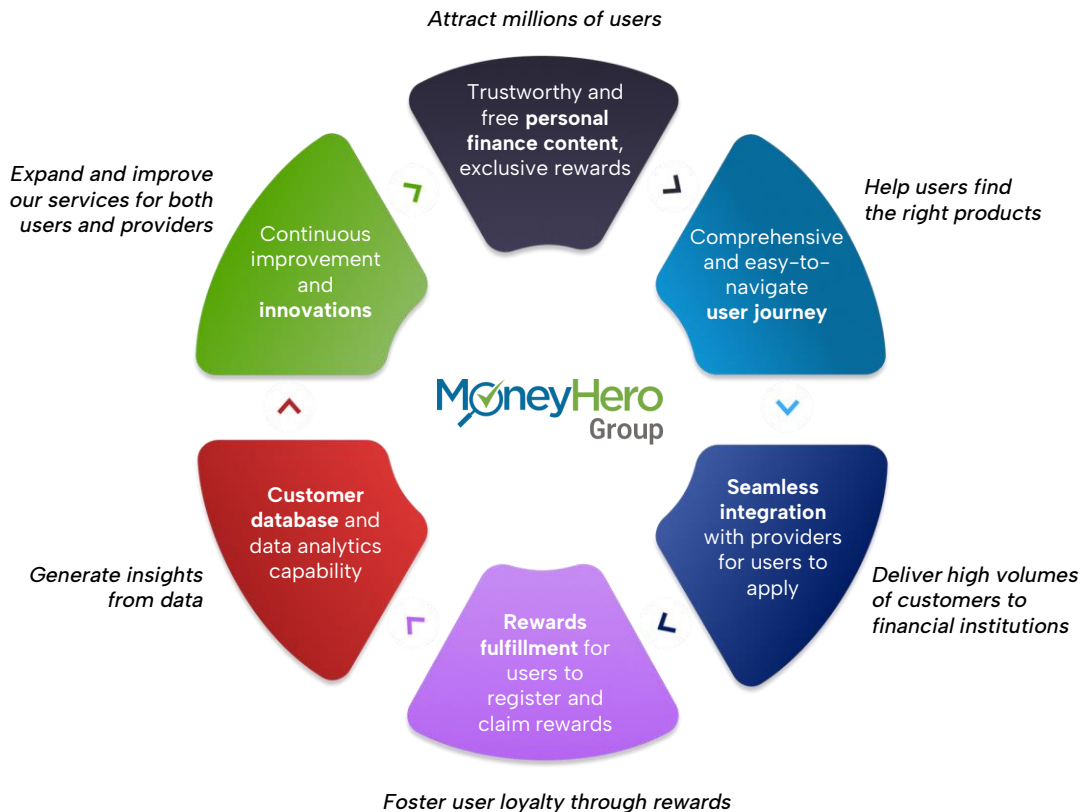 Attract millions of users
Trustworthy and
free personal
finance content,
exclusive rewards
Comprehensive
and easy-to-
navigate
user journey
Help users find
the right products
Seamless
integration
with providers
for users to
apply
Deliver high volumes
of customers to
financial institutions
Rewards
fulfillment for
users to
register and
claim rewards
Foster user loyalty through rewards
Customer
database and
data analytics
capability
Generate insights
from data
Continuous
improvement
and
innovations
Expand and improve
our services for both
users and providers
MoneyHero
Group